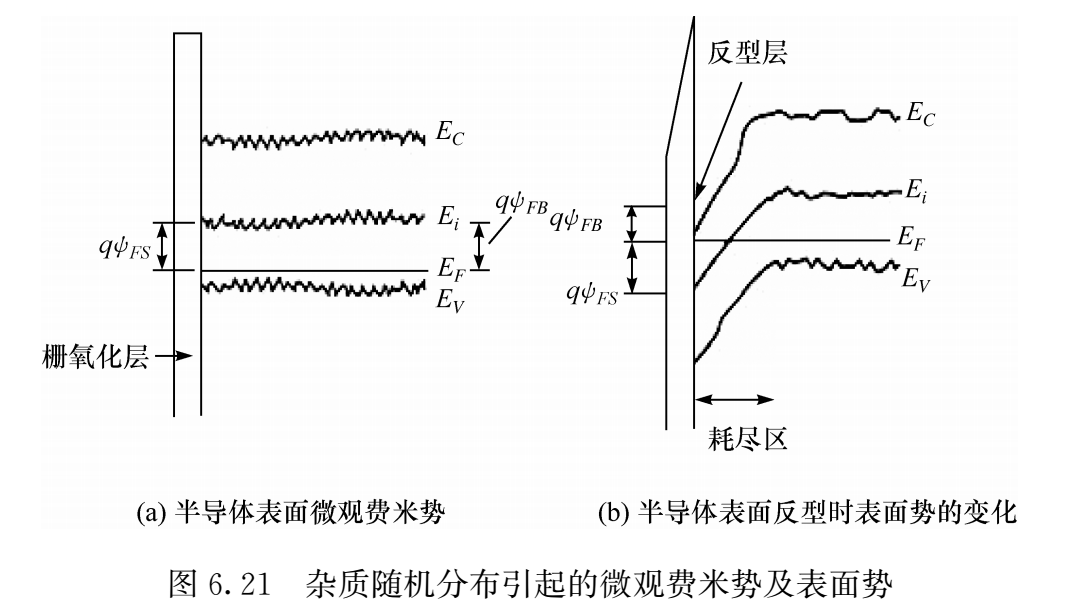 E_C
E_i
qψ_FS
qψ_FB
E_F
E_V
栅氧化层
(a) 半导体表面微观费米势
反型层
E_C
E_i
qψ_FB
E_F
E_V
qψ_FS
耗尽区
(b) 半导体表面反型时表面势的变化
图 6.21 杂质随机分布引起的微观费米势及表面势